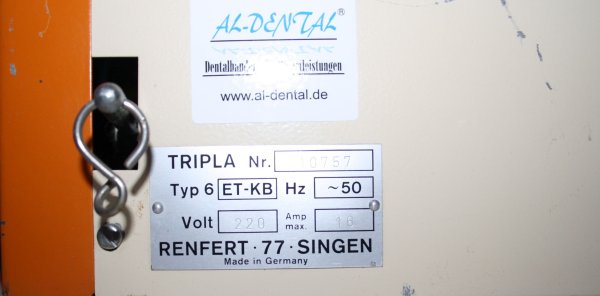 AL-DENTAL®
www.al-dental.de
TRIPLA Nr. 10757
Typ 6 ET-KB Hz ~50
Volt 220 Amp max. 16
RENFERT · 77 · SINGEN
Made in Germany